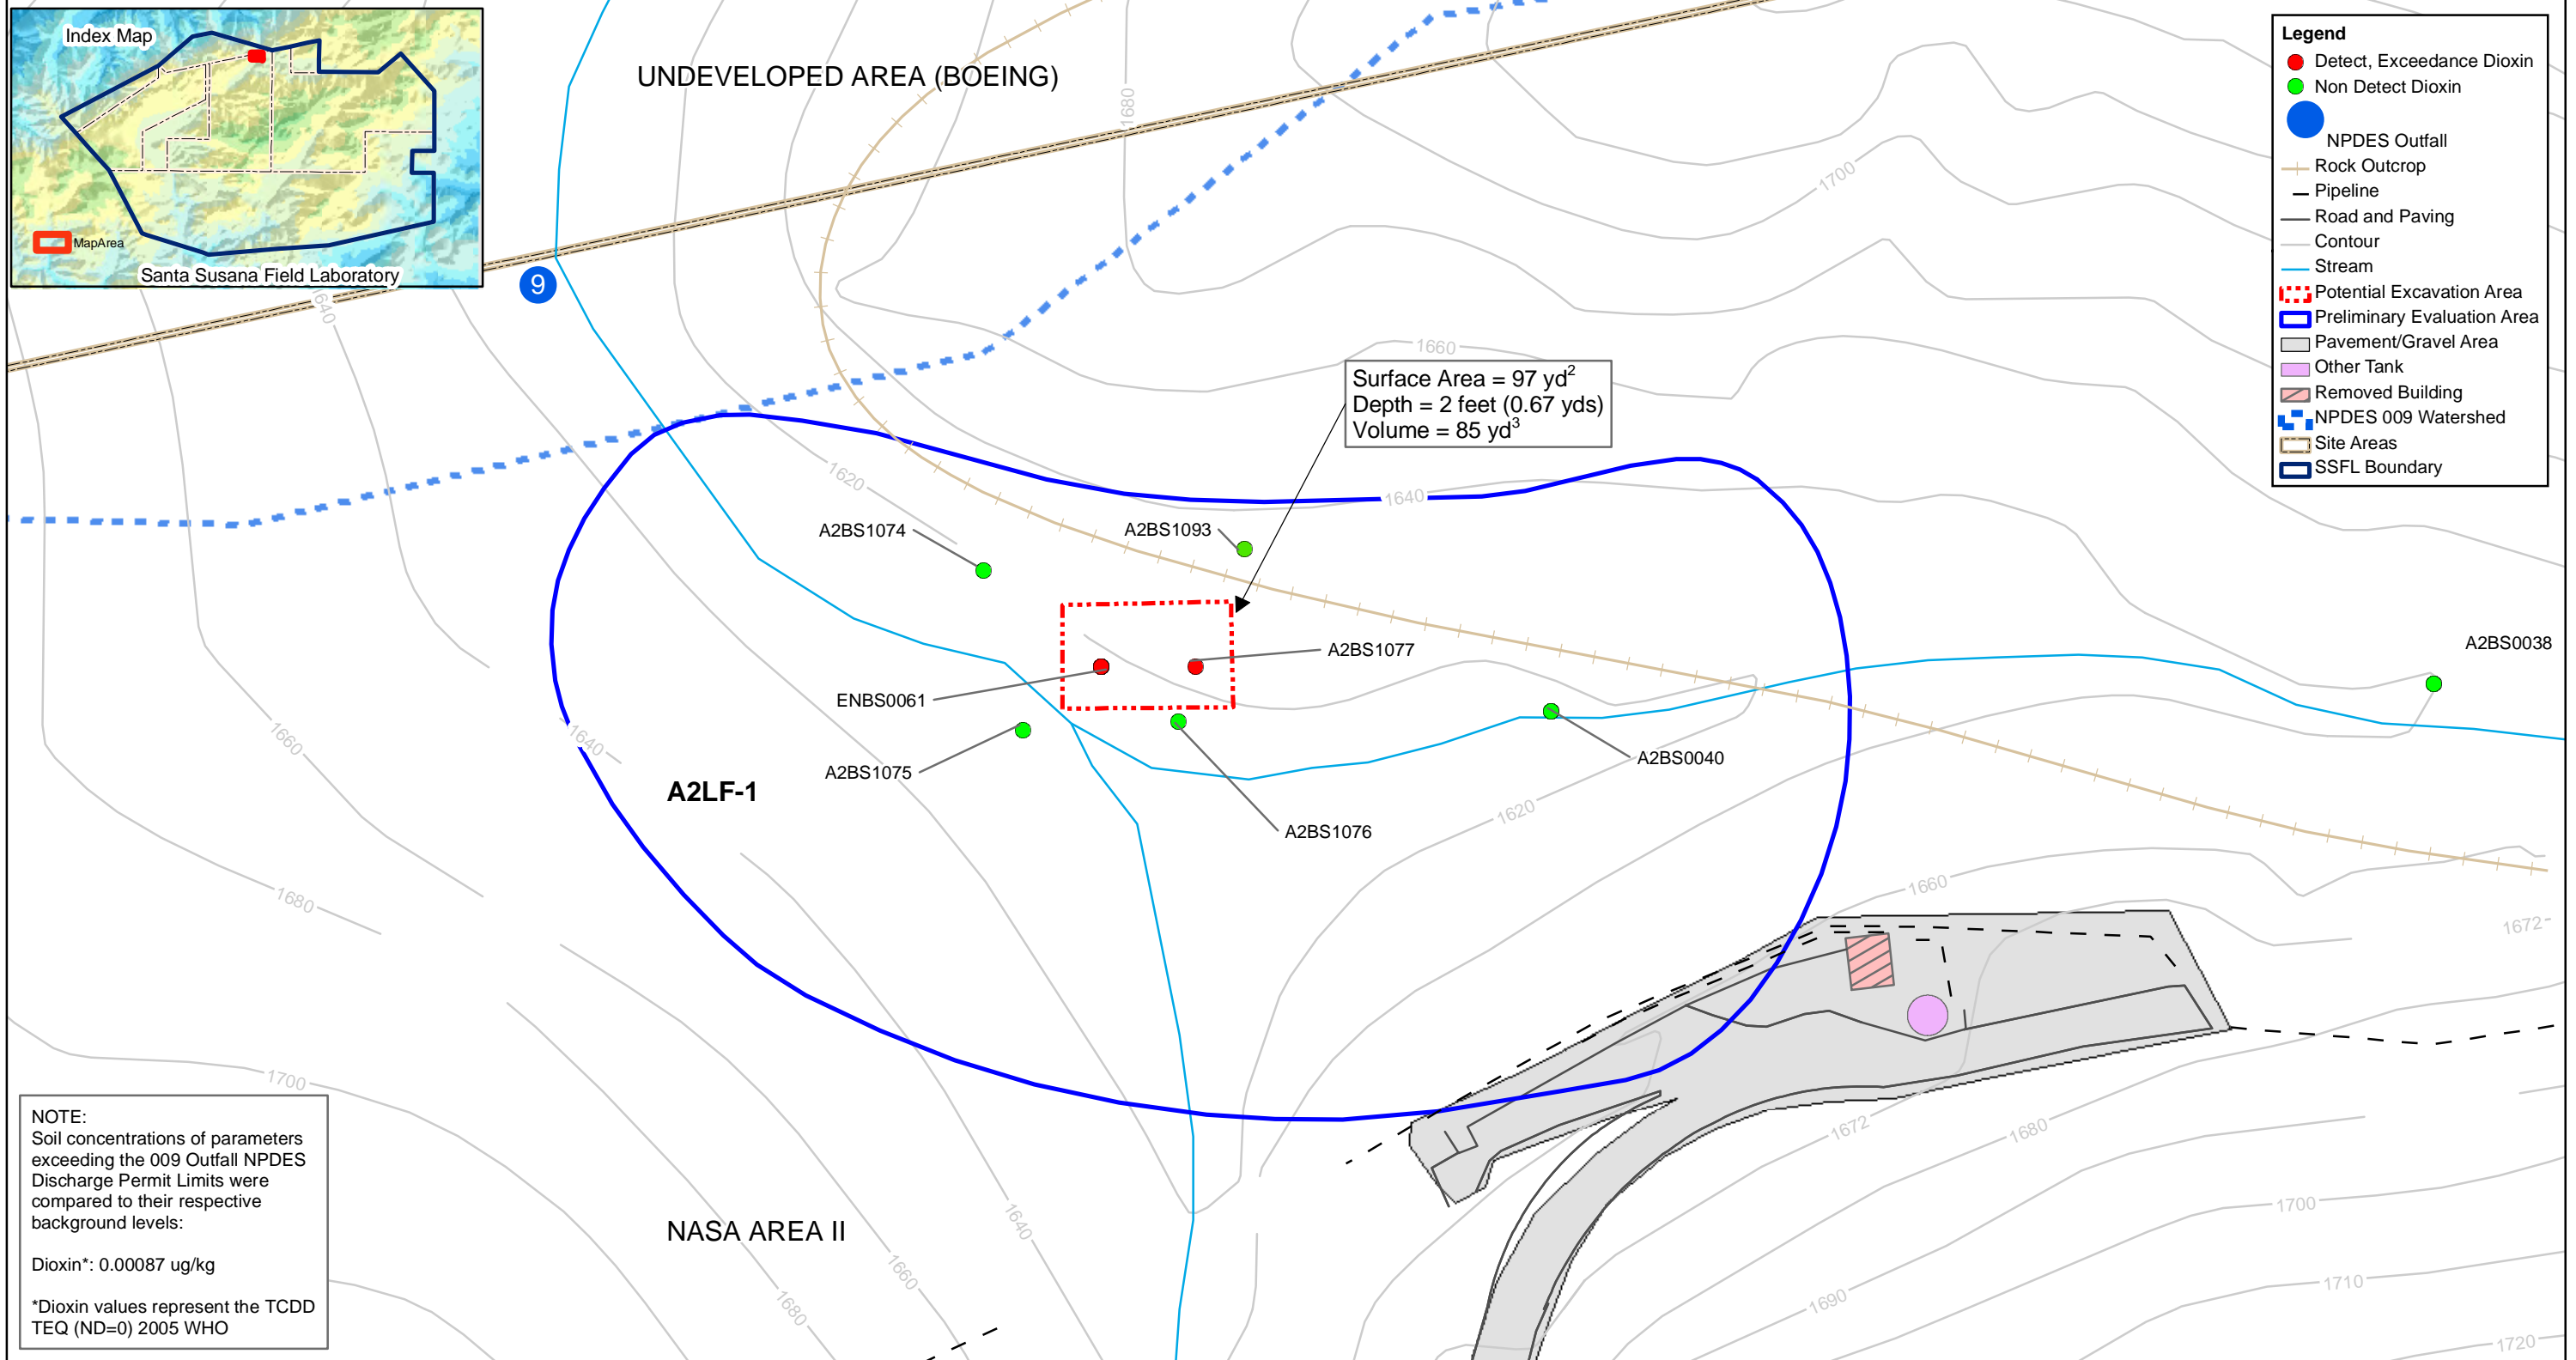 Index Map
MapArea
Santa Susana Field Laboratory
UNDEVELOPED AREA (BOEING)
Legend
Detect, Exceedance Dioxin
Non Detect Dioxin
NPDES Outfall
Rock Outcrop
Pipeline
Road and Paving
Contour
Stream
Potential Excavation Area
Preliminary Evaluation Area
Pavement/Gravel Area
Other Tank
Removed Building
NPDES 009 Watershed
Site Areas
SSFL Boundary
1680
1700
9
1640
1660
Surface Area = 97 yd²
Depth = 2 feet (0.67 yds)
Volume = 85 yd³
1620
1640
A2BS1074
A2BS1093
A2BS1077
A2BS0038
ENBS0061
A2BS1075
A2BS0040
A2BS1076
1660
1640
A2LF-1
1620
1680
1660
1672
1700
1672
1680
NASA AREA II
1640
1660
1680
1700
1690
1710
1720
NOTE:
Soil concentrations of parameters
exceeding the 009 Outfall NPDES
Discharge Permit Limits were
compared to their respective
background levels:
Dioxin*: 0.00087 ug/kg
*Dioxin values represent the TCDD
TEQ (ND=0) 2005 WHO